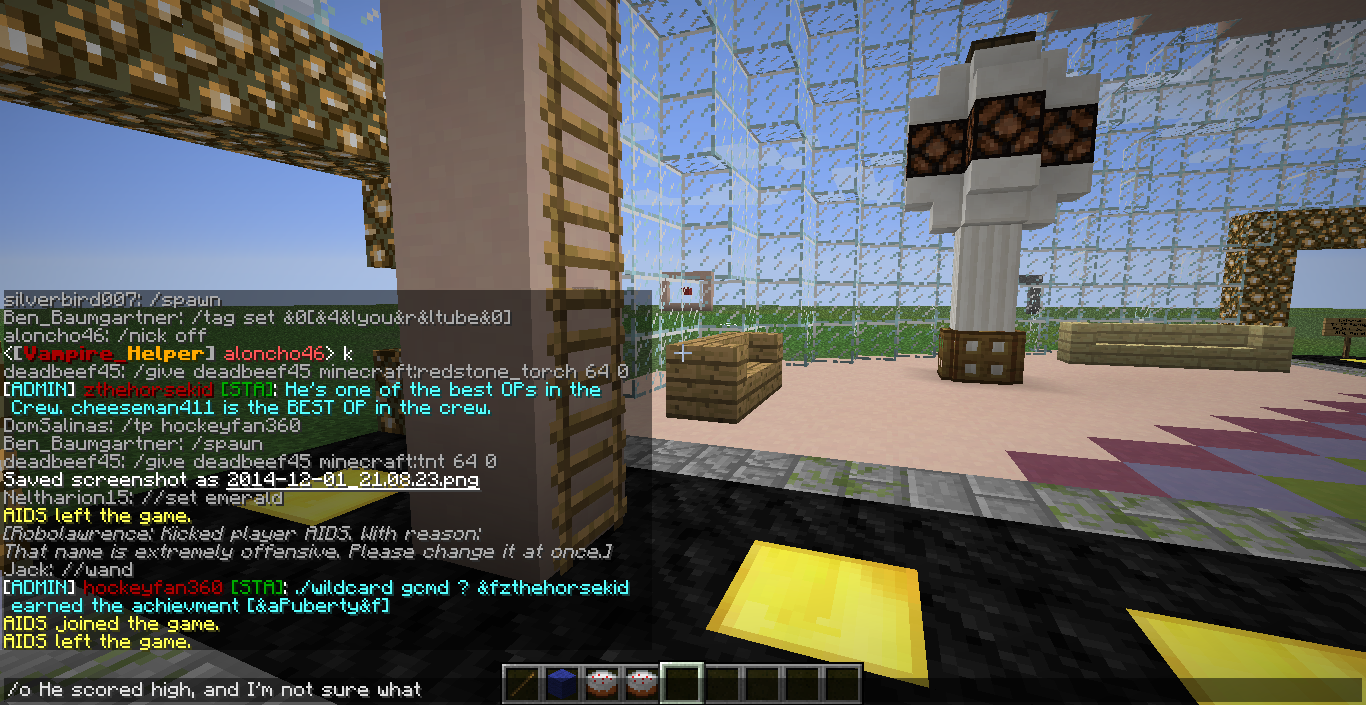 silverbird007: /spawn
Ben_Baumgartner: /tag set &0[&4&lyou&r&ltube&0]
aloncho46: /nick off
<[Vampire_Helper] aloncho46> k
deadbeef45: /give deadbeef45 minecraft:redstone_torch 64 0
[ADMIN] zthehorsekid [STA]: He's one of the best OPs in the
Crew. cheeseman411 is the BEST OP in the crew.
DomSalinas: /tp hockeyfan360
Ben_Baumgartner: /spawn
deadbeef45: /give deadbeef45 minecraft:tnt 64 0
Saved screenshot as 2014-12-01_21.08.23.png
Neltharion15: //set emerald
AIDS left the game.
[Robolawrence: Kicked player AIDS. With reason:
That name is extremely offensive. Please change it at once.]
Jack: //wand
[ADMIN] hockeyfan360 [STA]: ./wildcard gcmd ? &fzthehorsekid
earned the achievment [&aPuberty&f]
AIDS joined the game.
AIDS left the game.
/o He scored high, and I'm not sure what